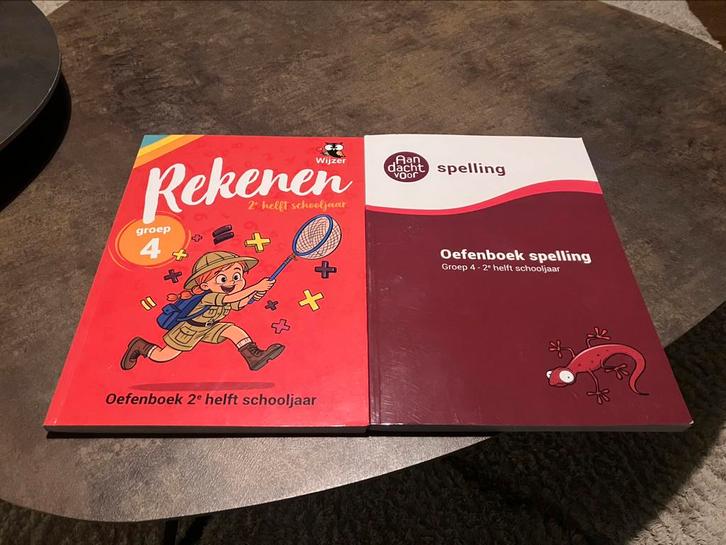 Wijzer
Rekenen
2e helft schooljaar
groep
4
Oefenboek 2e helft schooljaar
Aan
dacht
voor
spelling
Oefenboek spelling
Groep 4 - 2e helft schooljaar